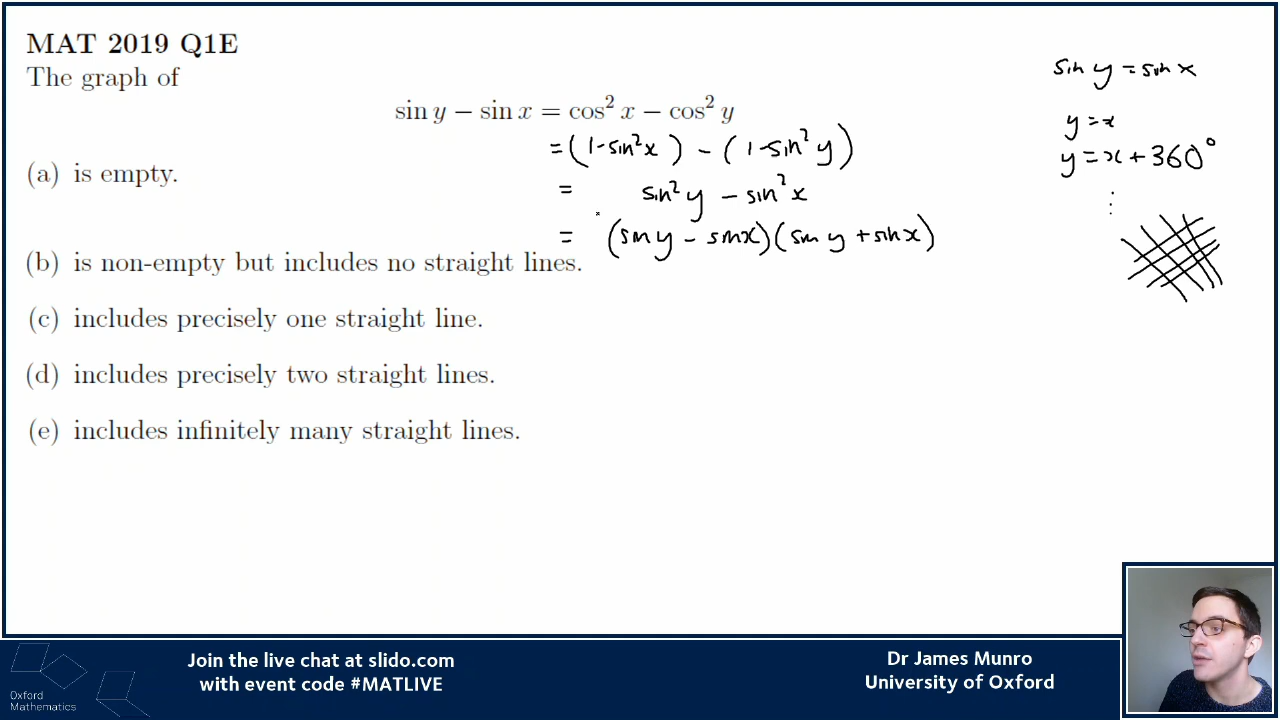 MAT 2019 Q1E
The graph of
sin y − sin x = cos² x − cos² y
= (1-sin²x) - (1-sin²y)
(a) is empty.
= sin²y - sin²x
= (sin y - sin x)(sin y + sin x)
(b) is non-empty but includes no straight lines.
(c) includes precisely one straight line.
(d) includes precisely two straight lines.
(e) includes infinitely many straight lines.
sin y = sin x
y = x
y = x + 360°
⋮
Oxford
Mathematics
Join the live chat at slido.com
with event code #MATLIVE
Dr James Munro
University of Oxford